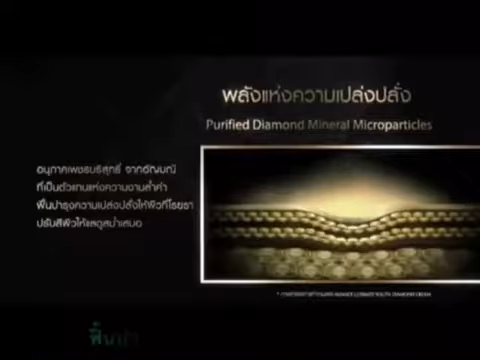 พลังแห่งความเปล่งปลั่ง
Purified Diamond Mineral Microparticles
อนุภาคเพชรบริสุทธิ์ จากอัญมณี
ที่เป็นตัวแทนแห่งความงามล้ำค่า
ฟื้นบำรุงความเปล่งปลั่งให้ผิวที่โรยรา
ปรับสีผิวให้แลดูสม่ำเสมอ